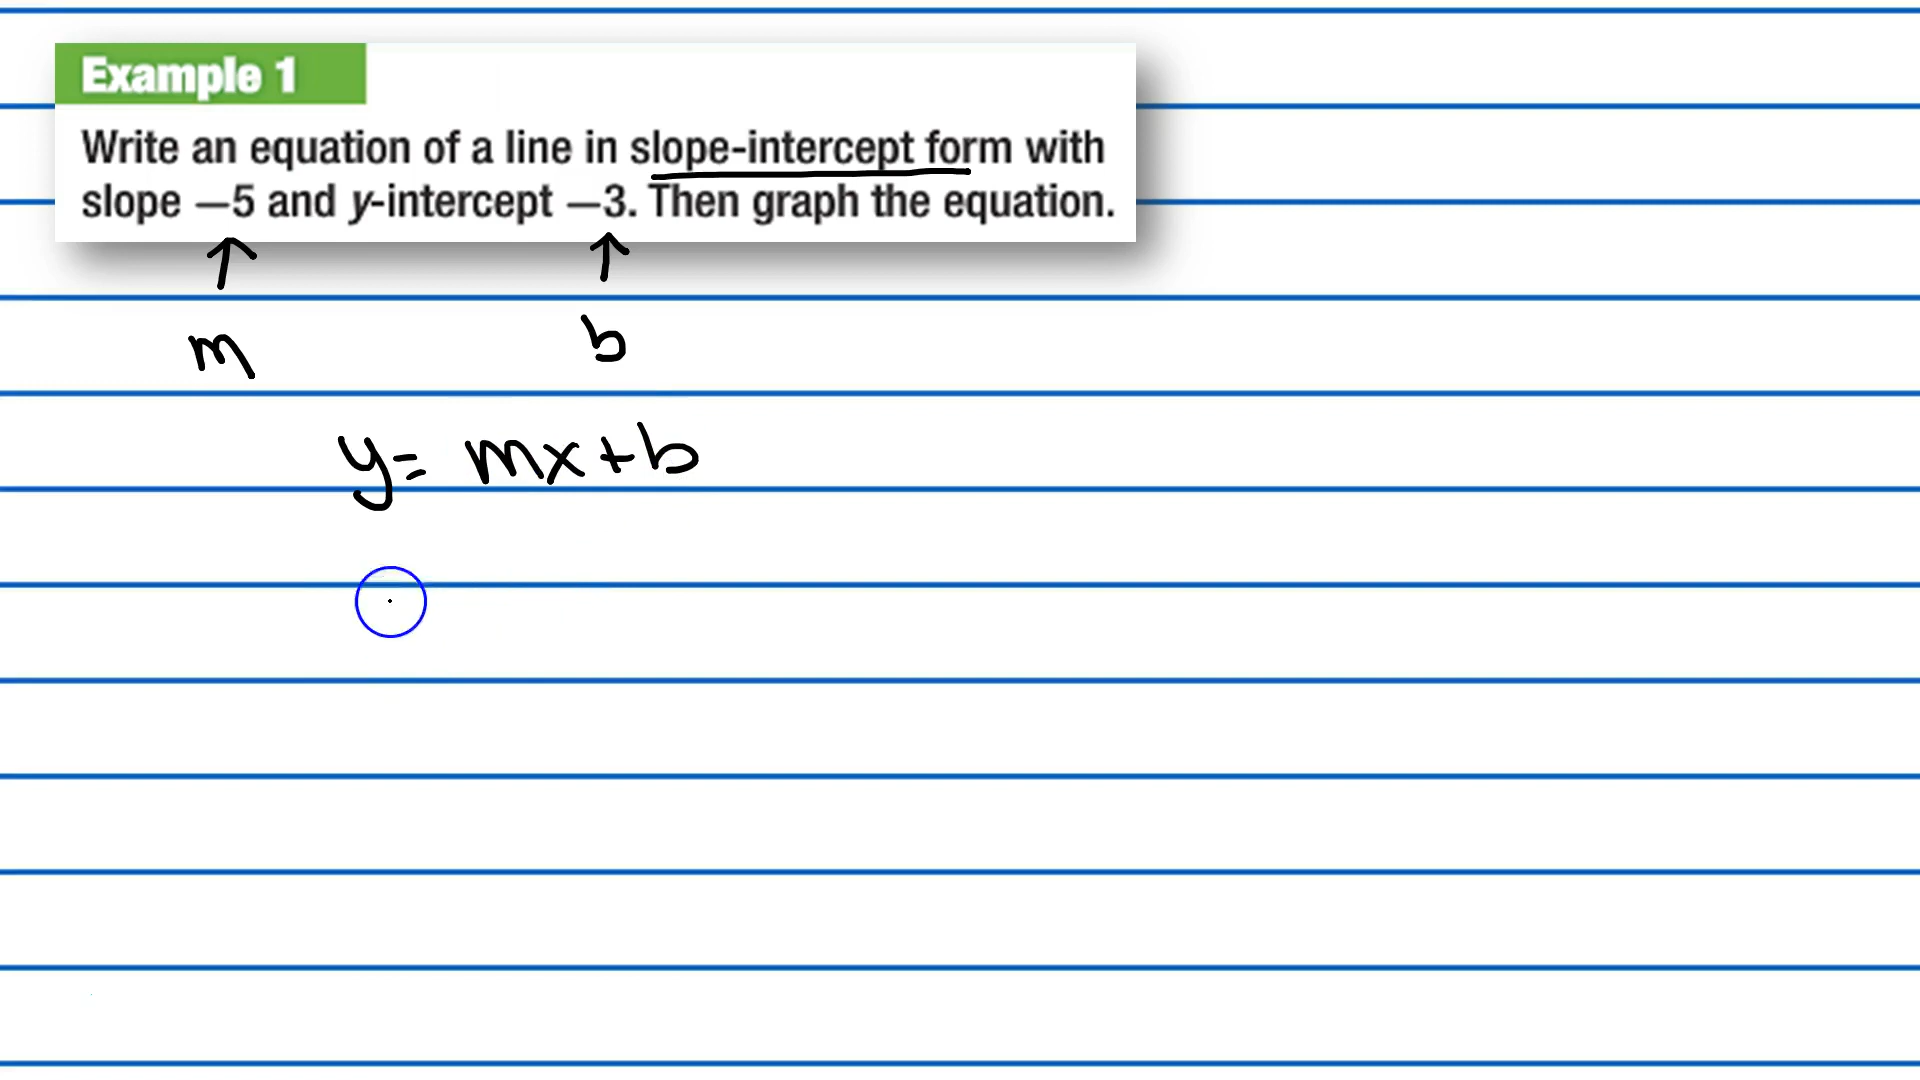 Example 1
Write an equation of a line in slope-intercept form with
slope —5 and y-intercept —3. Then graph the equation.
m b
y= mx+b